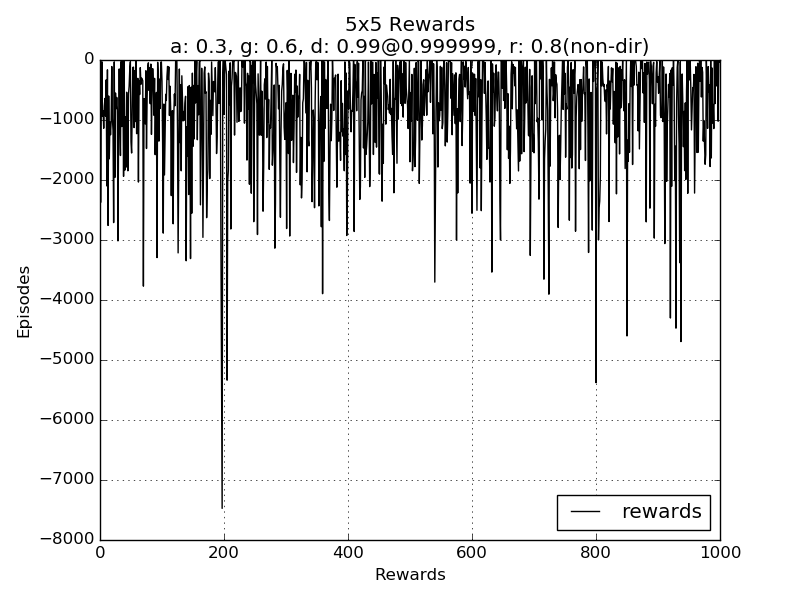 5x5 Rewards
a: 0.3, g: 0.6, d: 0.99@0.999999, r: 0.8(non-dir)
0
−1000
−2000
−3000
−4000
−5000
−6000
−7000
−8000
Episodes
rewards
0 200 400 600 800 1000
Rewards